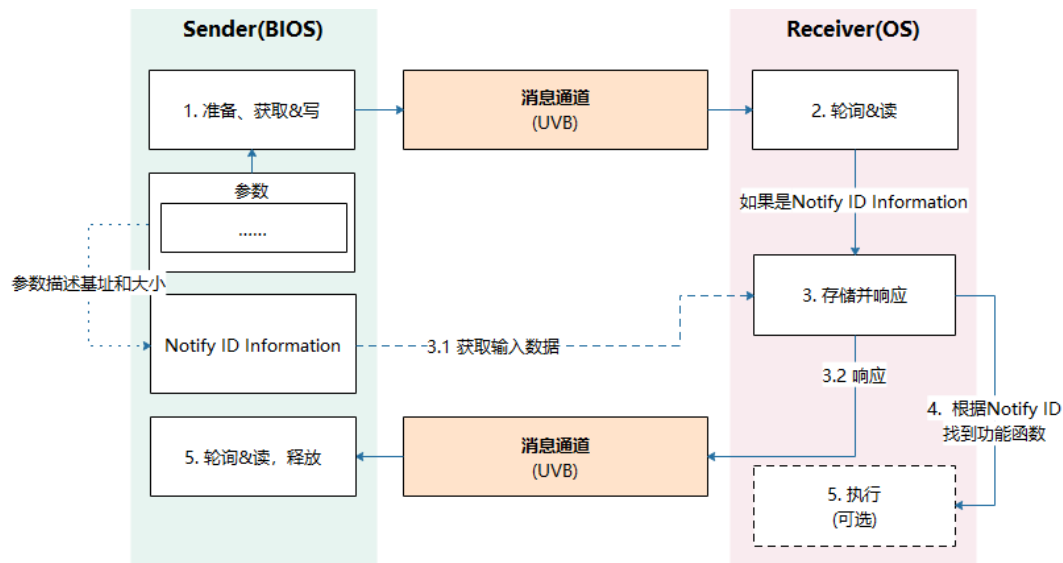 Sender(BIOS)
Receiver(OS)
1. 准备、获取&写
消息通道
(UVB)
2. 轮询&读
参数
……
如果是Notify ID Information
参数描述基址和大小
3. 存储并响应
Notify ID Information
3.1 获取输入数据
3.2 响应
4. 根据Notify ID
找到功能函数
5. 轮询&读，释放
消息通道
(UVB)
5. 执行
(可选)